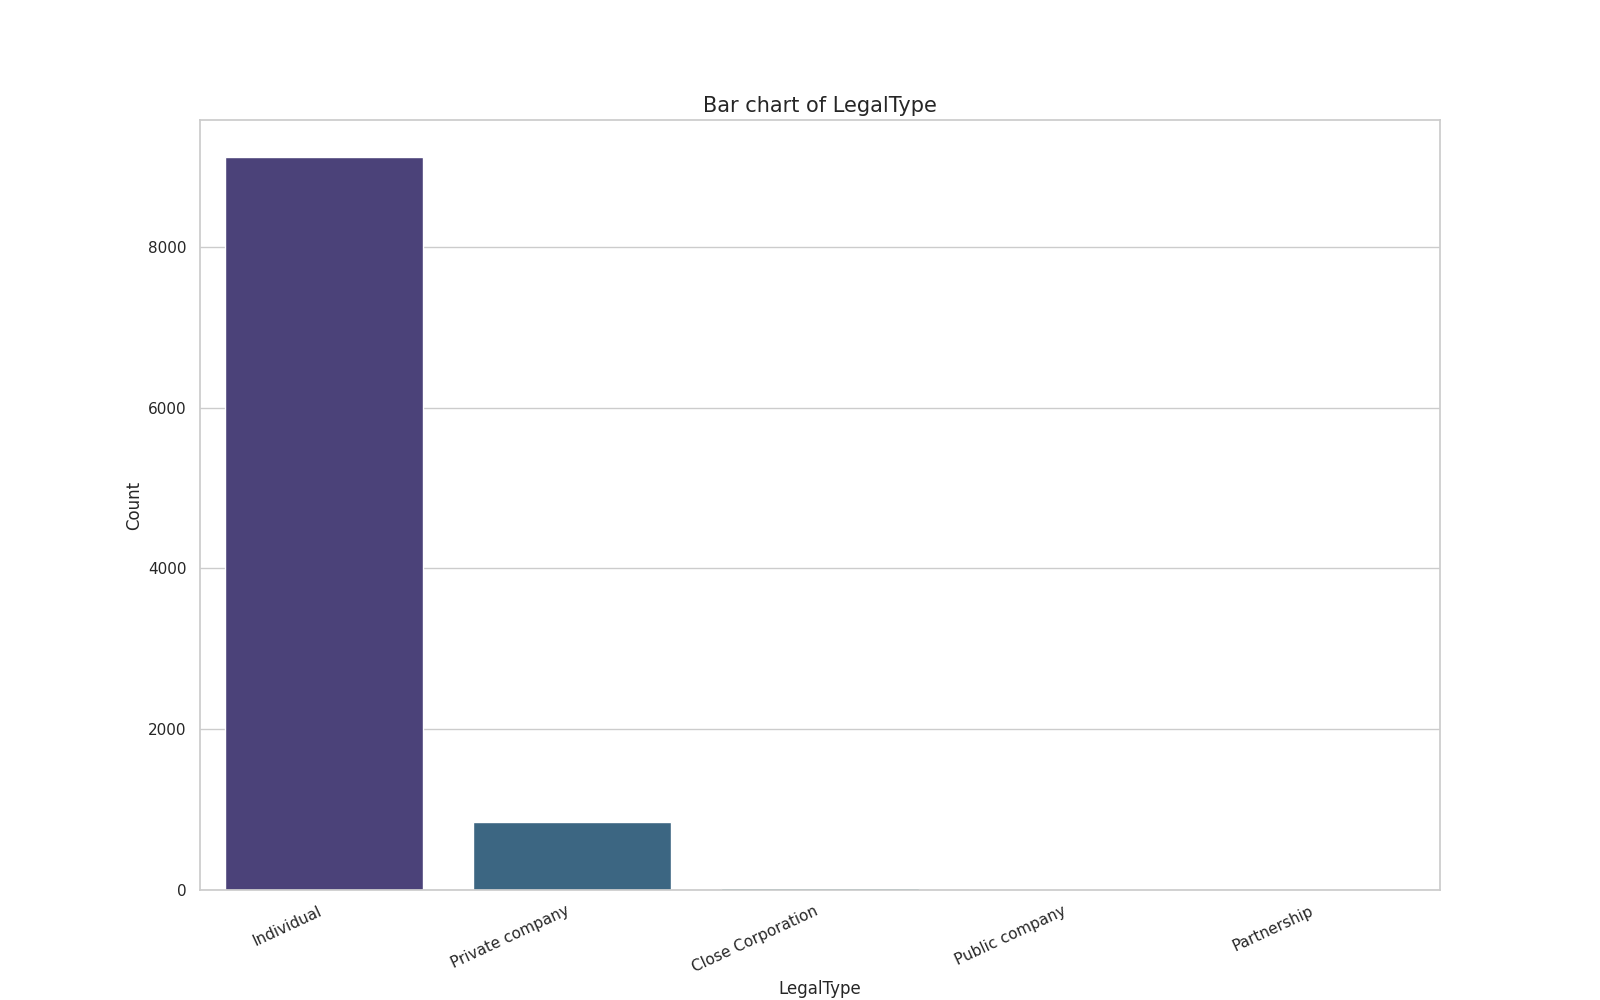 Bar chart of LegalType
8000
6000
4000
2000
0
Count
Individual
Private company
Close Corporation
Public company
Partnership
LegalType